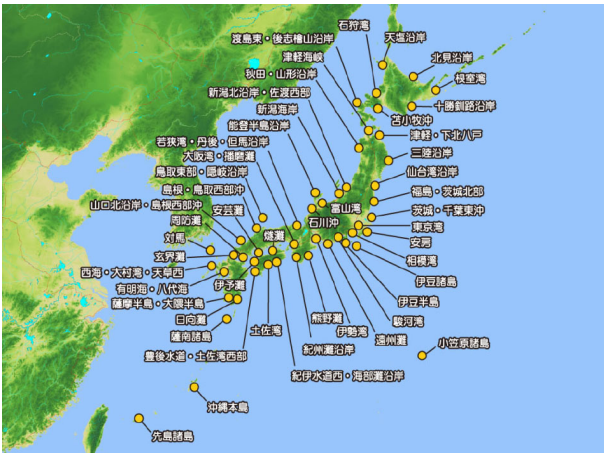 石狩湾
天塩沿岸
渡島東・後志檜山沿岸
津軽海峡
北見沿岸
秋田・山形沿岸
根室湾
新潟北沿岸・佐渡西部
十勝釧路沿岸
新潟海岸
苫小牧沖
能登半島沿岸
津軽・下北八戸
若狭湾・丹後・但馬沿岸
三陸沿岸
大阪湾・播磨灘
仙台湾沿岸
鳥取東部・隠岐沿岸
福島・茨城北部
島根・鳥取西部沖
富山湾
茨城・千葉東沖
山口北沿岸・島根西部沖
安芸灘
石川沖
東京湾
周防灘
安房
対馬
燧灘
相模湾
玄界灘
伊豆諸島
西海・大村湾・天草西
伊予灘
伊豆半島
有明海・八代海
薩摩半島・大隈半島
熊野灘
駿河湾
日向灘
伊勢湾
土佐湾
遠州灘
薩南諸島
紀州灘沿岸
小笠原諸島
豊後水道・土佐湾西部
紀伊水道西・海部灘沿岸
沖縄本島
先島諸島